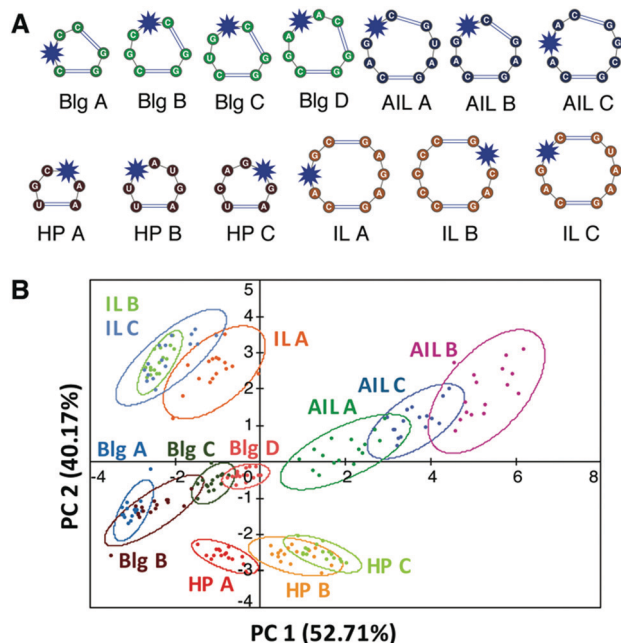 A
Blg A
Blg B
Blg C
Blg D
AIL A
AIL B
AIL C
HP A
HP B
HP C
IL A
IL B
IL C
B
PC 2 (40.17%)
5
4
3
2
1
-1
-2
-3
-4
-4
-2
2
4
6
8
IL B
IL C
IL A
AIL B
AIL C
AIL A
Blg A
Blg C
Blg D
Blg B
HP A
HP B
HP C
PC 1 (52.71%)